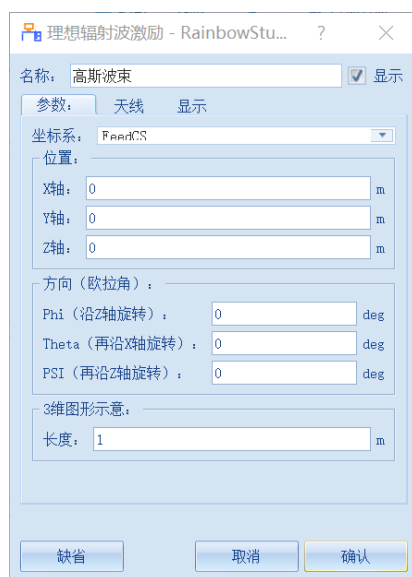 理想辐射波激励 - RainbowStu... ?
名称： 高斯波束 显示
参数： 天线 显示
坐标系： FeedCS
位置：
X轴： 0 m
Y轴： 0 m
Z轴： 0 m
方向（欧拉角）：
Phi（沿Z轴旋转）： 0 deg
Theta（再沿X轴旋转）： 0 deg
PSI（再沿Z轴旋转）： 0 deg
3维图形示意：
长度： 1 m
缺省 取消 确认